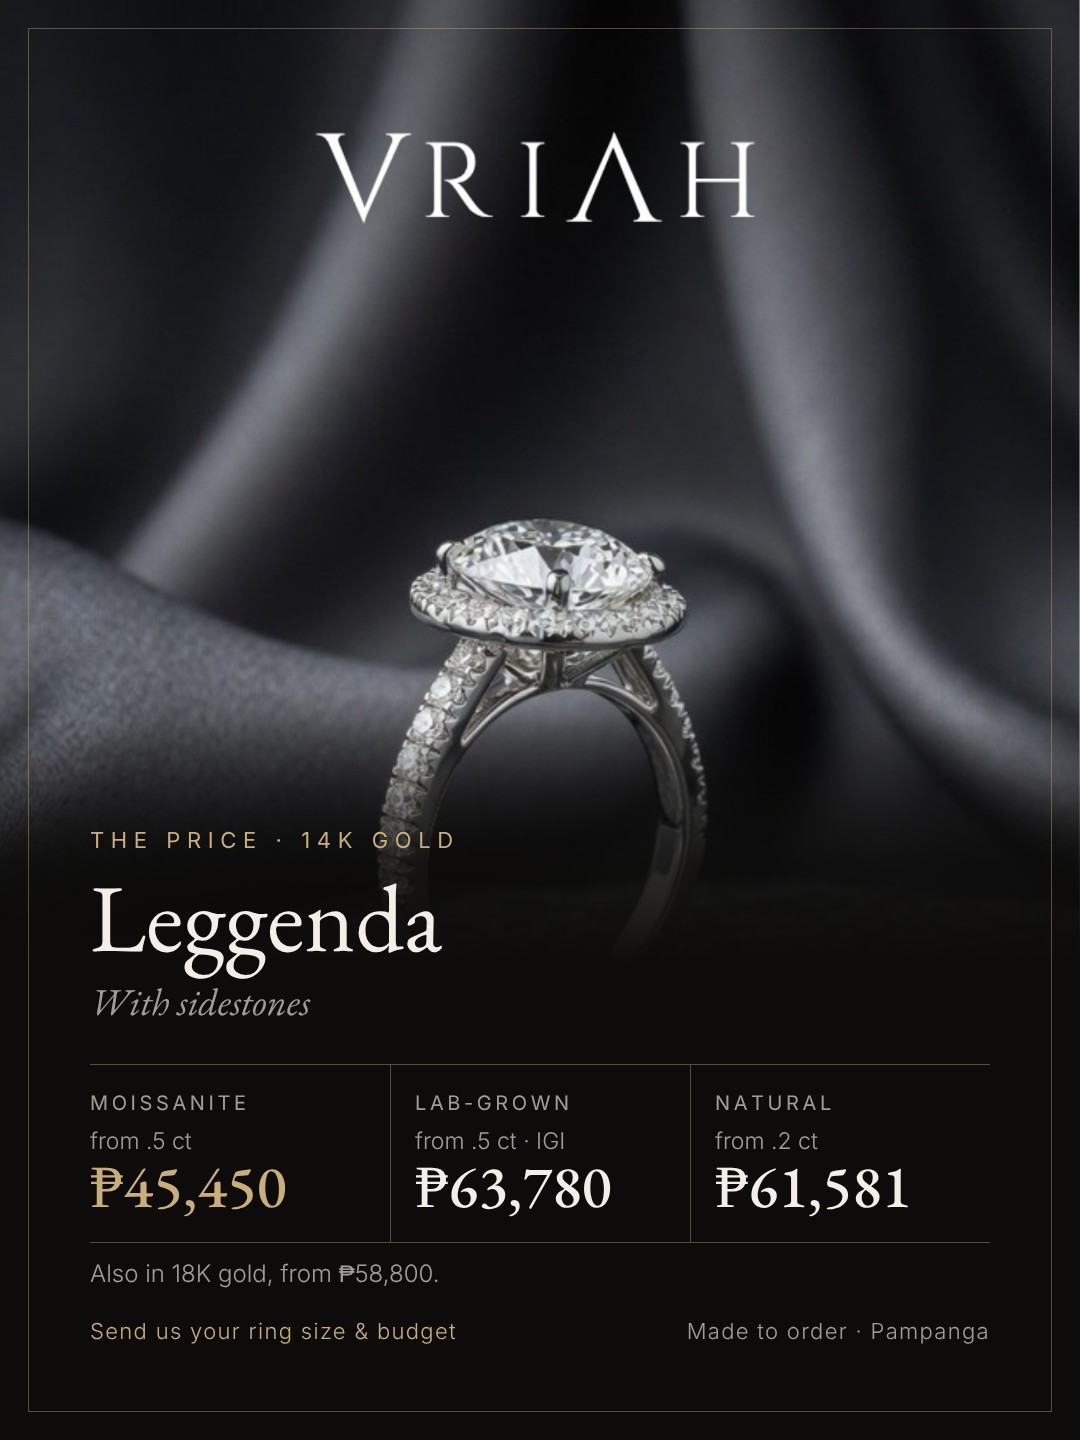 VRIAH
THE PRICE · 14K GOLD
Leggenda
With sidestones
MOISSANITE
from .5 ct
₱45,450
LAB-GROWN
from .5 ct · IGI
₱63,780
NATURAL
from .2 ct
₱61,581
Also in 18K gold, from ₱58,800.
Send us your ring size & budget
Made to order · Pampanga